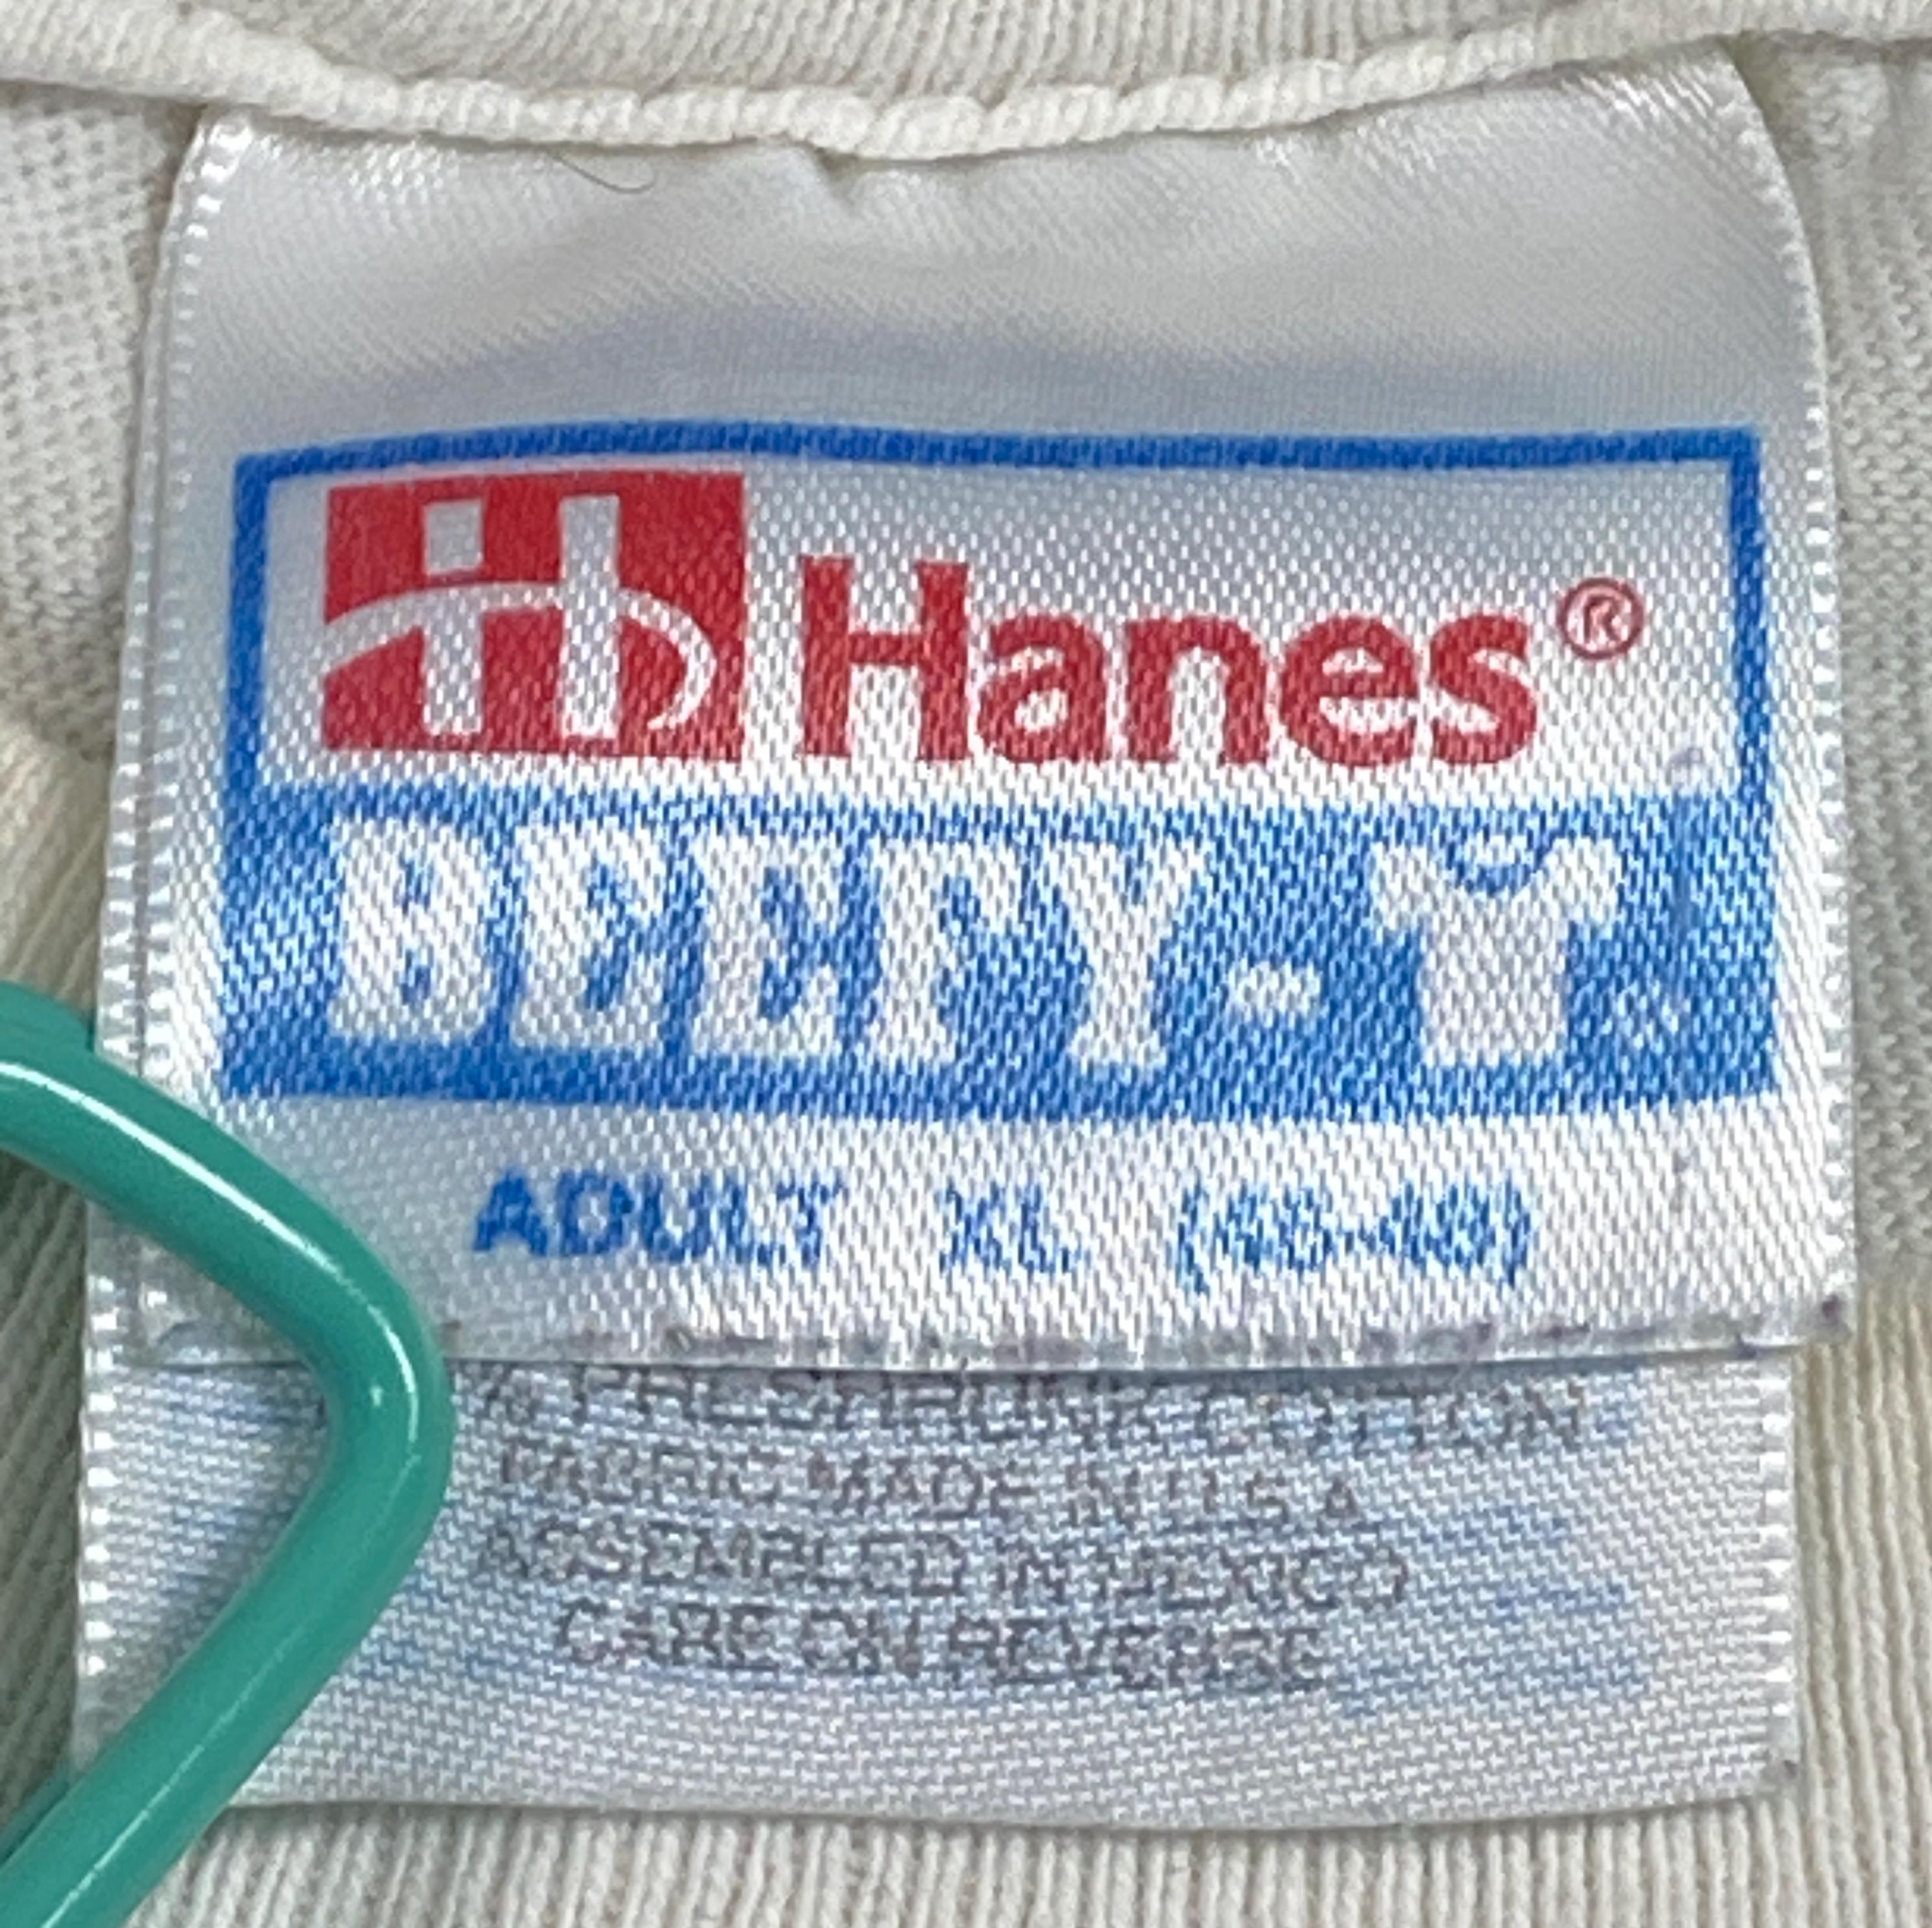 Hanes®
BEEFY-T
ADULT XL (46-48)
% PRESHRUNK COTTON
FABRIC MADE IN U.S.A.
ASSEMBLED IN MEXICO
CARE ON REVERSE